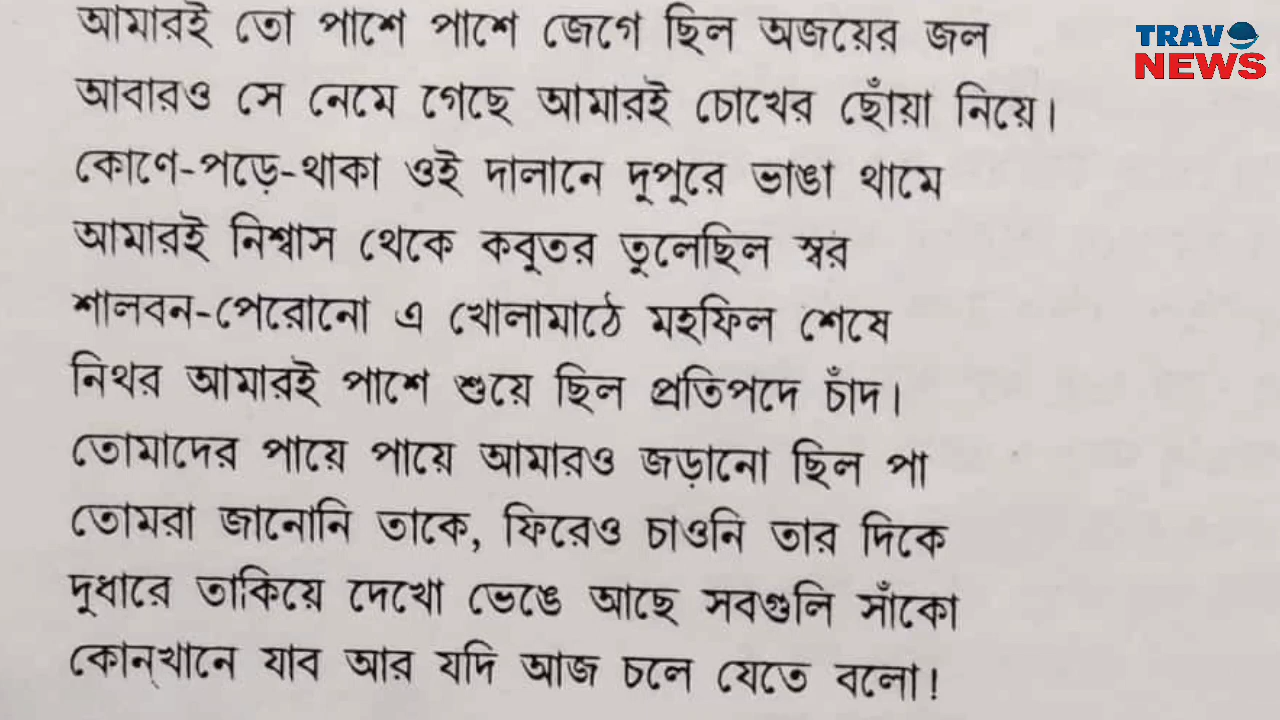 আমারই তো পাশে পাশে জেগে ছিল অজয়ের জল
আবারও সে নেমে গেছে আমারই চোখের ছোঁয়া নিয়ে।
কোণে-পড়ে-থাকা ওই দালানে দুপুরে ভাঙা থামে
আমারই নিশ্বাস থেকে কবুতর তুলেছিল স্বর
শালবন-পেরোনো এ খোলামাঠে মহফিল শেষে
নিথর আমারই পাশে শুয়ে ছিল প্রতিপদে চাঁদ।
তোমাদের পায়ে পায়ে আমারও জড়ানো ছিল পা
তোমরা জানোনি তাকে, ফিরেও চাওনি তার দিকে
দুধারে তাকিয়ে দেখো ভেঙে আছে সবগুলি সাঁকো
কোন্‌খানে যাব আর যদি আজ চলে যেতে বলো!
TRAVO
NEWS